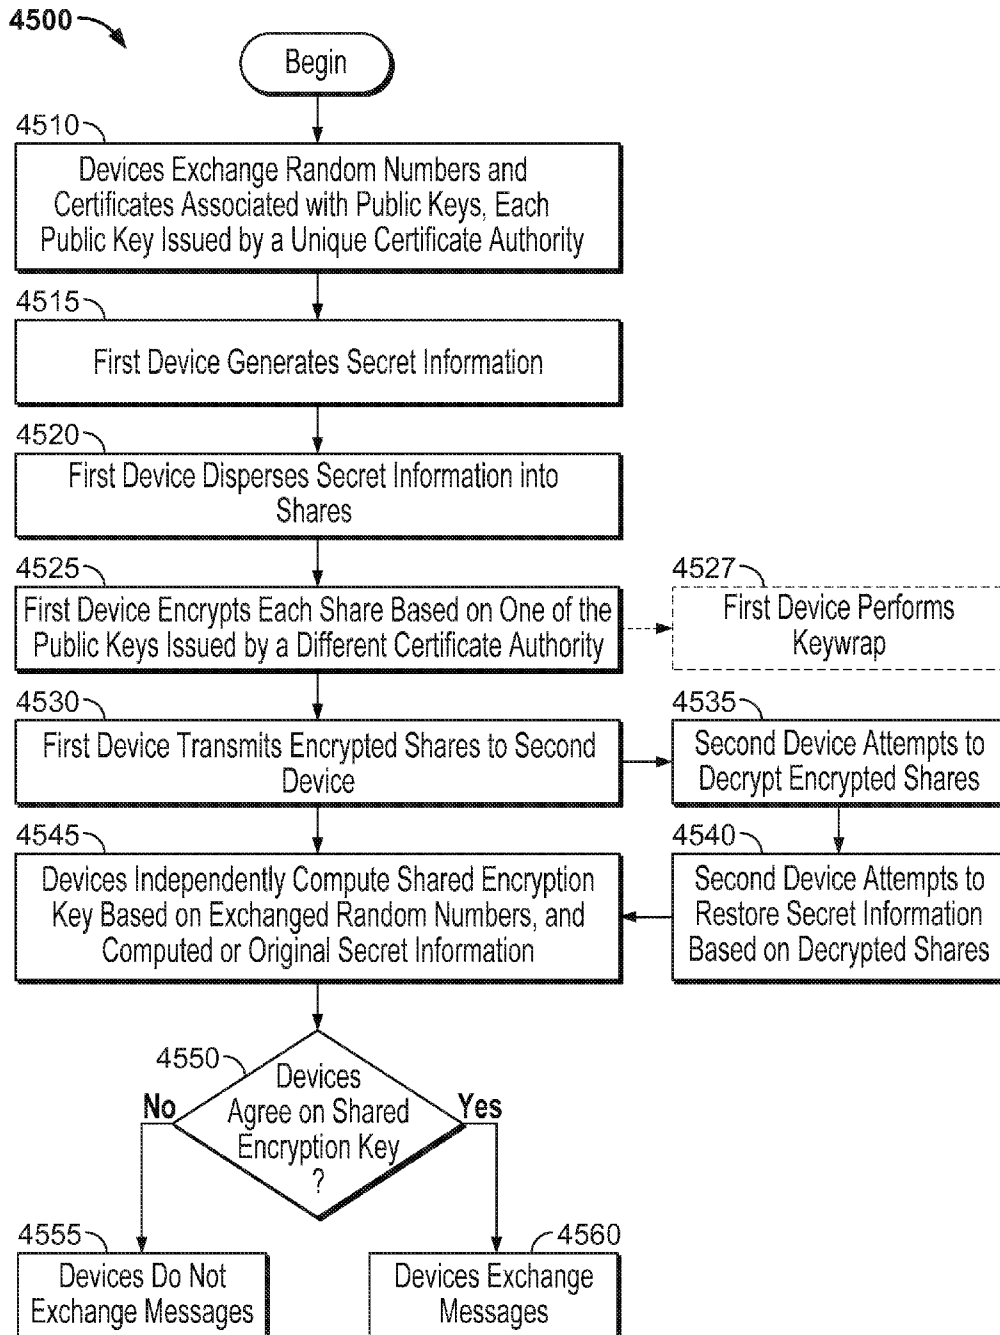 4500
Begin
4510
Devices Exchange Random Numbers and
Certificates Associated with Public Keys, Each
Public Key Issued by a Unique Certificate Authority
4515
First Device Generates Secret Information
4520
First Device Disperses Secret Information into
Shares
4525
First Device Encrypts Each Share Based on One of the
Public Keys Issued by a Different Certificate Authority
4527
First Device Performs
Keywrap
4530
First Device Transmits Encrypted Shares to Second
Device
4535
Second Device Attempts to
Decrypt Encrypted Shares
4540
Second Device Attempts to
Restore Secret Information
Based on Decrypted Shares
4545
Devices Independently Compute Shared Encryption
Key Based on Exchanged Random Numbers, and
Computed or Original Secret Information
4550
Devices
Agree on Shared
Encryption Key
?
No
Yes
4555
Devices Do Not
Exchange Messages
4560
Devices Exchange
Messages